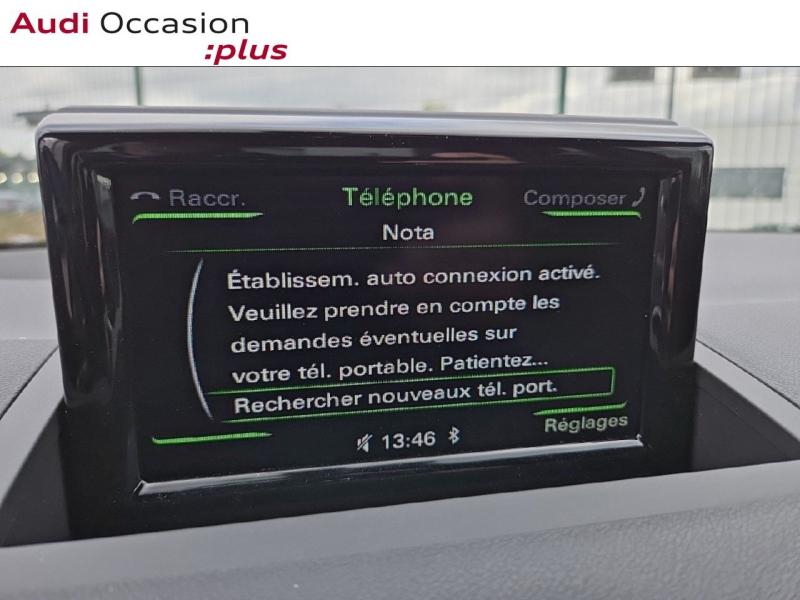 Audi Occasion
:plus
Raccr. Téléphone Composer
Nota
Établissem. auto connexion activé.
Veuillez prendre en compte les
demandes éventuelles sur
votre tél. portable. Patientez...
Rechercher nouveaux tél. port.
Réglages
13:46